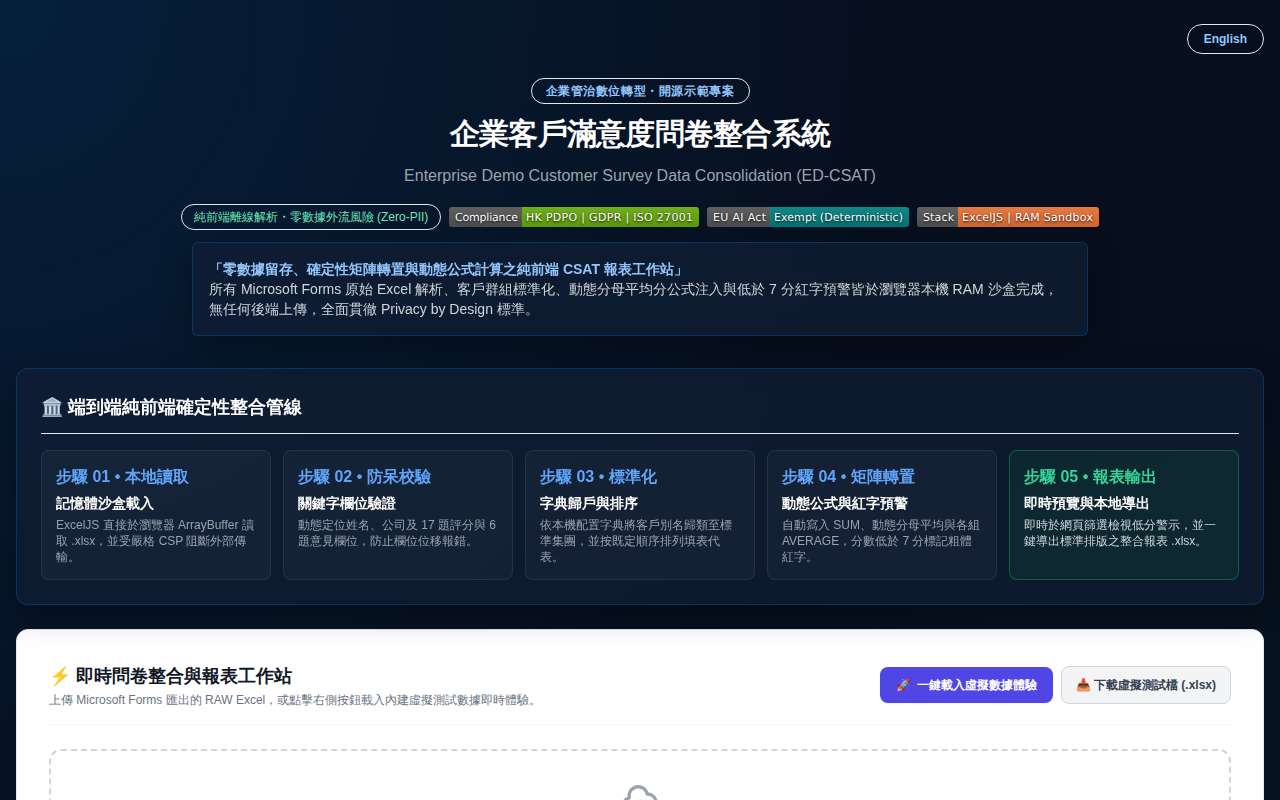 English
企業管治數位轉型・開源示範專案
企業客戶滿意度問卷整合系統
Enterprise Demo Customer Survey Data Consolidation (ED-CSAT)
純前端離線解析・零數據外流風險 (Zero-PII)
Compliance HK PDPO | GDPR | ISO 27001
EU AI Act Exempt (Deterministic)
Stack ExcelJS | RAM Sandbox
「零數據留存、確定性矩陣轉置與動態公式計算之純前端 CSAT 報表工作站」
所有 Microsoft Forms 原始 Excel 解析、客戶群組標準化、動態分母平均分公式注入與低於 7 分紅字預警皆於瀏覽器本機 RAM 沙盒完成，
無任何後端上傳，全面貫徹 Privacy by Design 標準。
🏛️ 端到端純前端確定性整合管線
步驟 01 • 本地讀取
記憶體沙盒載入
ExcelJS 直接於瀏覽器 ArrayBuffer 讀
取 .xlsx，並受嚴格 CSP 阻斷外部傳
輸。
步驟 02 • 防呆校驗
關鍵字欄位驗證
動態定位姓名、公司及 17 題評分與 6
題意見欄位，防止欄位位移報錯。
步驟 03 • 標準化
字典歸戶與排序
依本機配置字典將客戶別名歸類至標
準集團，並按既定順序排列填表代
表。
步驟 04 • 矩陣轉置
動態公式與紅字預警
自動寫入 SUM、動態分母平均與各組
AVERAGE，分數低於 7 分標記粗體
紅字。
步驟 05 • 報表輸出
即時預覽與本地導出
即時於網頁篩選檢視低分警示，並一
鍵導出標準排版之整合報表 .xlsx。
⚡ 即時問卷整合與報表工作站
上傳 Microsoft Forms 匯出的 RAW Excel，或點擊右側按鈕載入內建虛擬測試數據即時體驗。
🚀 一鍵載入虛擬數據體驗
📥 下載虛擬測試檔 (.xlsx)